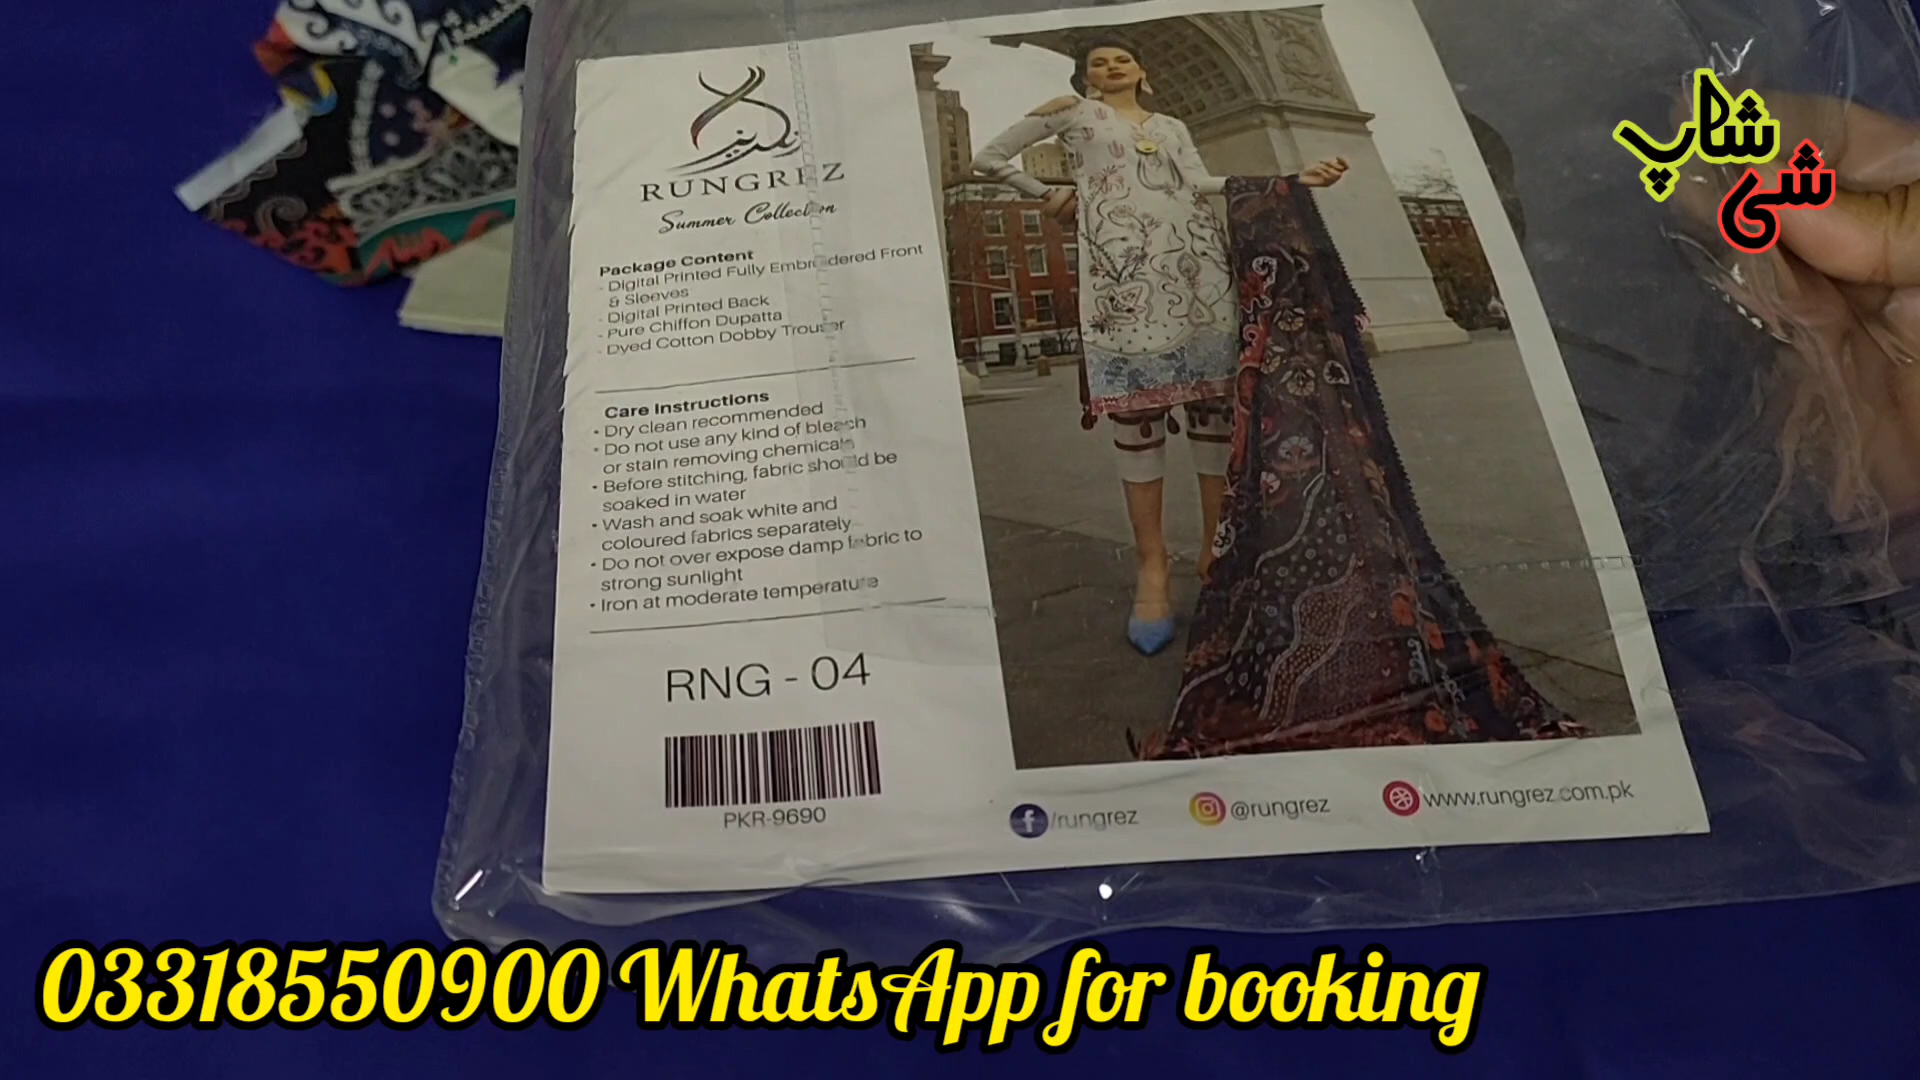 شاپ
شی
رنگریز
RUNGREZ
Summer Collection
Package Content
- Digital Printed Fully Embroidered Front
& Sleeves
- Digital Printed Back
- Pure Chiffon Dupatta
- Dyed Cotton Dobby Trouser
Care Instructions
• Dry clean recommended
• Do not use any kind of bleach
or stain removing chemicals
• Before stitching, fabric should be
soaked in water
• Wash and soak white and
coloured fabrics separately
• Do not over expose damp fabric to
strong sunlight
• Iron at moderate temperature
RNG - 04
PKR-9690
/rungrez @rungrez www.rungrez.com.pk
03318550900 WhatsApp for booking